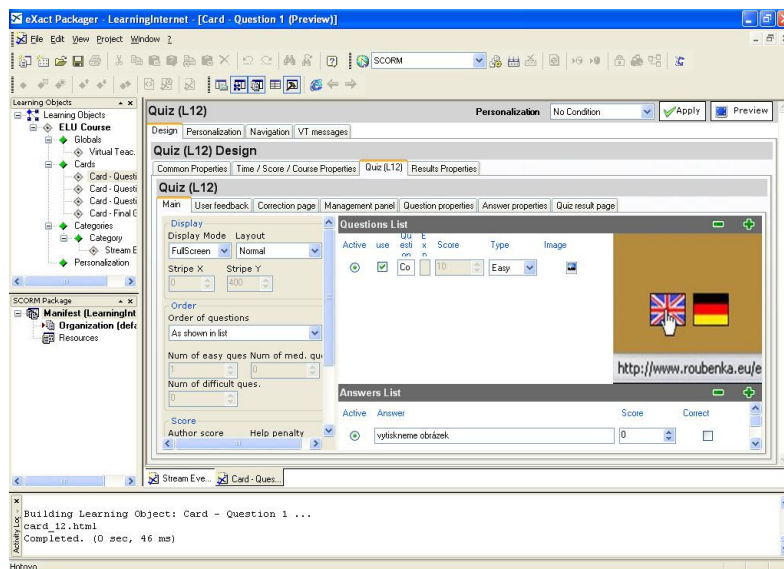 eXact Packager - LearningInternet - [Card - Question 1 (Preview)]
File Edit View Project Window ?
SCORM
Learning Objects
Learning Objects
ELU Course
Globals
Virtual Teac.
Cards
Card - Questi
Card - Questi
Card - Questi
Card - Final G
Categories
Category
Stream E
Personalization
SCORM Package
Manifest (LearningInt
Organization (defa
Resources
Quiz (L12)
Personalization No Condition Apply Preview
Design Personalization Navigation VT messages
Quiz (L12) Design
Common Properties Time / Score / Course Properties Quiz (L12) Results Properties
Quiz (L12)
Main User feedback Correction page Management panel Question properties Answer properties Quiz result page
Display
Display Mode Layout
FullScreen Normal
Stripe X Stripe Y
0 400
Order
Order of questions
As shown in list
Num of easy ques Num of med. qu
1 0
Num of difficult ques.
0
Score
Author score Help penalty
Questions List
Active use Qu esti on E x p Score Type Image
Co 10 Easy
http://www.roubenka.eu/e
Answers List
Active Answer Score Correct
vytiskneme obrázek 0
Stream Eve... Card - Ques...
Activity Log
Building Learning Object: Card - Question 1 ...
card_12.html
Completed. (0 sec, 46 ms)
Hotovo